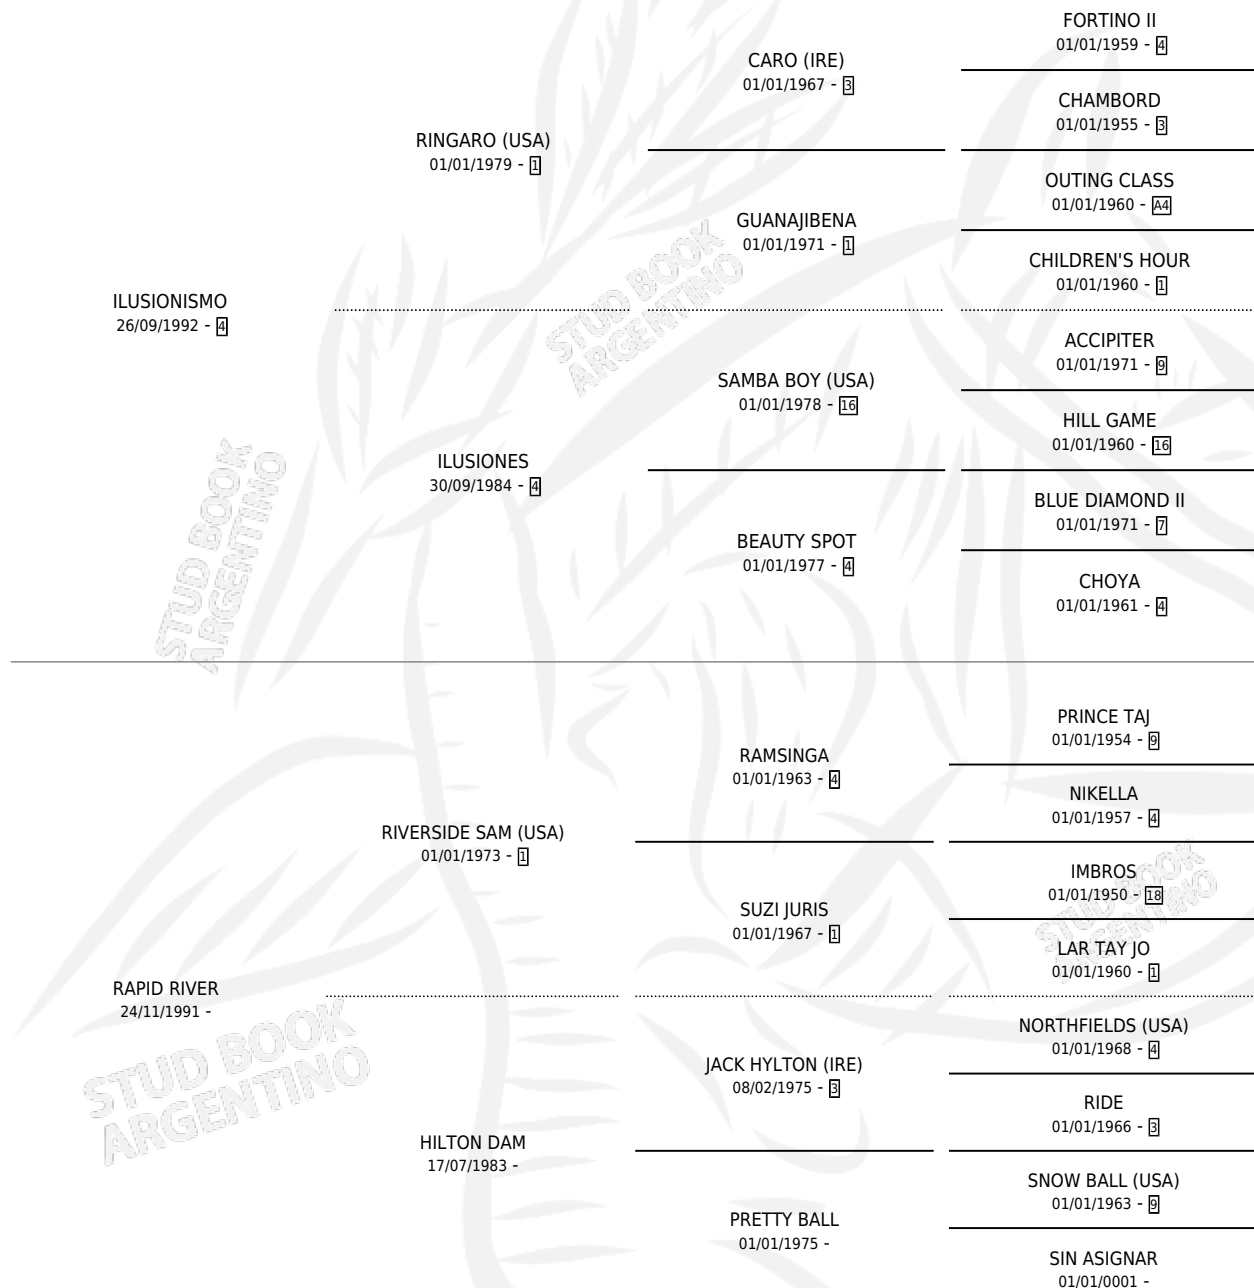 FORTINO II
01/01/1959 - 4
CARO (IRE)
01/01/1967 - 3
CHAMBORD
01/01/1955 - 3
RINGARO (USA)
01/01/1979 - 1
OUTING CLASS
01/01/1960 - A4
GUANAJIBENA
01/01/1971 - 1
CHILDREN'S HOUR
01/01/1960 - 1
ILUSIONISMO
26/09/1992 - 4
STUD BOOK
ARGENTINO
ACCIPITER
01/01/1971 - 9
SAMBA BOY (USA)
01/01/1978 - 16
HILL GAME
01/01/1960 - 16
ILUSIONES
30/09/1984 - 4
BLUE DIAMOND II
01/01/1971 - 7
BEAUTY SPOT
01/01/1977 - 4
CHOYA
01/01/1961 - 4
STUD BOOK
ARGENTINO
PRINCE TAJ
01/01/1954 - 9
RAMSINGA
01/01/1963 - 4
NIKELLA
01/01/1957 - 4
RIVERSIDE SAM (USA)
01/01/1973 - 1
IMBROS
01/01/1950 - 18
SUZI JURIS
01/01/1967 - 1
STUD BOOK
ARGENTINO
LAR TAY JO
01/01/1960 - 1
RAPID RIVER
24/11/1991 -
NORTHFIELDS (USA)
01/01/1968 - 4
JACK HYLTON (IRE)
08/02/1975 - 3
STUD BOOK
ARGENTINO
RIDE
01/01/1966 - 3
HILTON DAM
17/07/1983 -
SNOW BALL (USA)
01/01/1963 - 9
PRETTY BALL
01/01/1975 -
SIN ASIGNAR
01/01/0001 -